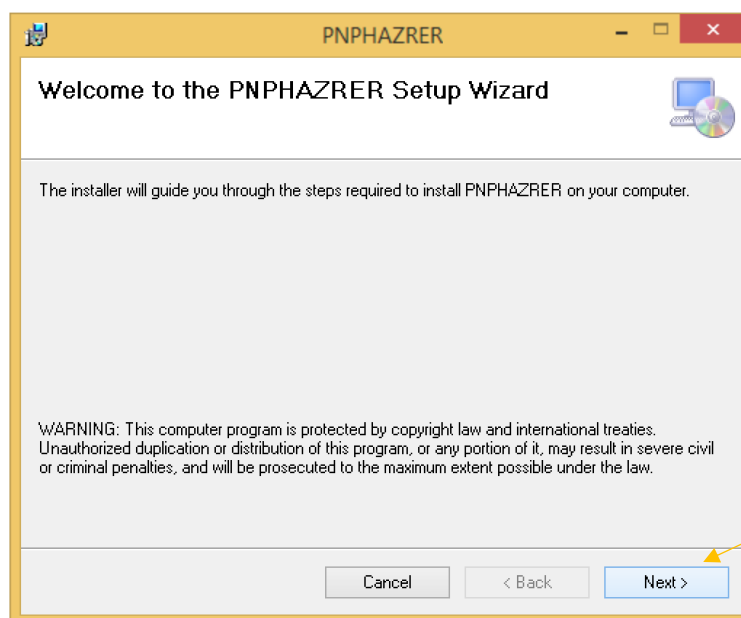 PNPHAZRER
Welcome to the PNPHAZRER Setup Wizard
The installer will guide you through the steps required to install PNPHAZRER on your computer.
WARNING: This computer program is protected by copyright law and international treaties.
Unauthorized duplication or distribution of this program, or any portion of it, may result in severe civil
or criminal penalties, and will be prosecuted to the maximum extent possible under the law.
Cancel
< Back
Next >